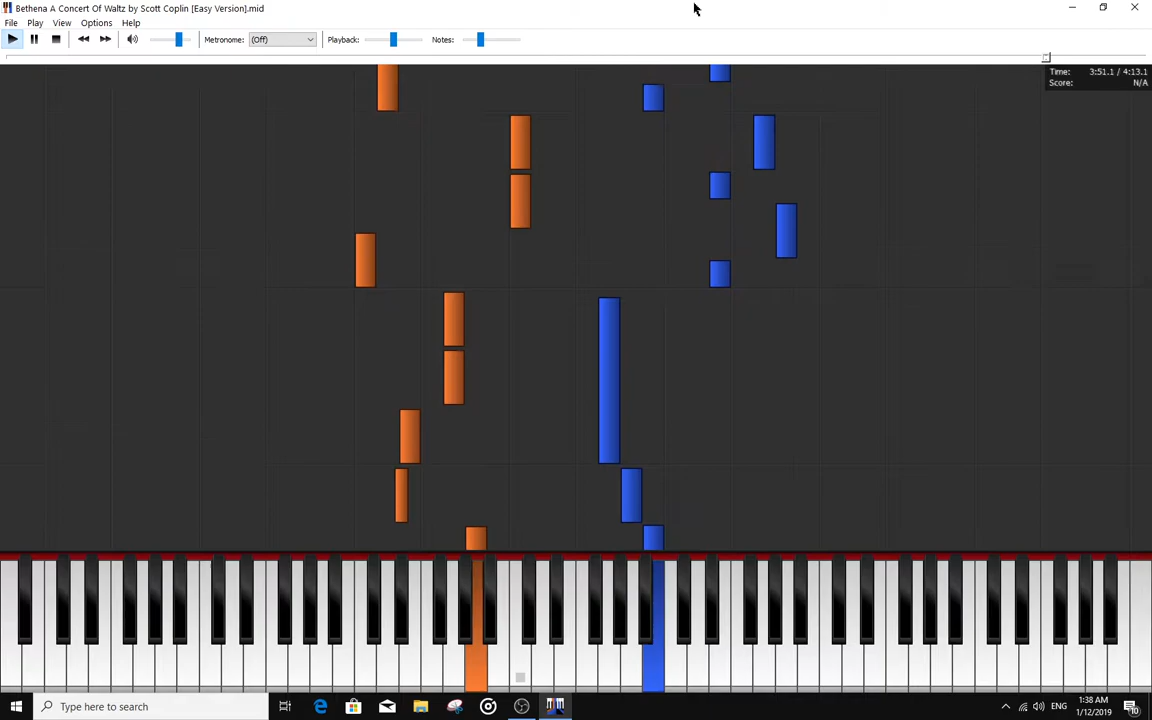 Bethena A Concert Of Waltz by Scott Coplin [Easy Version].mid
File Play View Options Help
Metronome: (Off) Playback: Notes:
Time: 3:51.1 / 4:13.1
Score: N/A
Type here to search
ENG
1:38 AM
1/12/2019
10